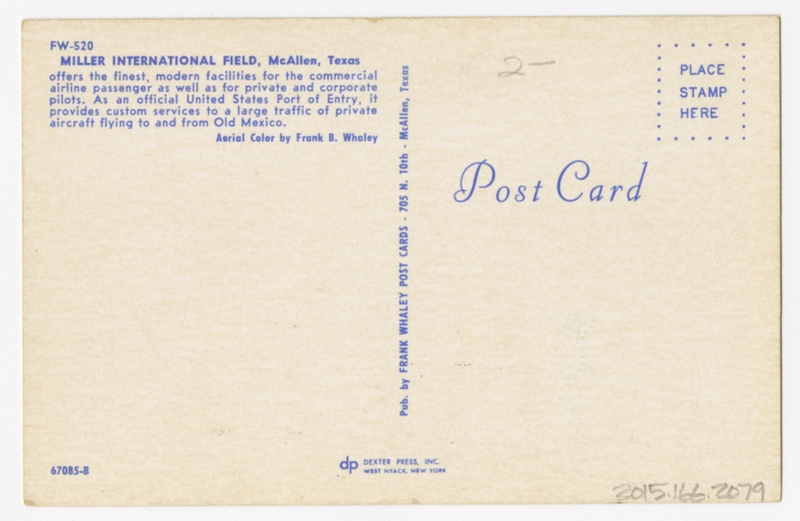 FW-520
MILLER INTERNATIONAL FIELD, McAllen, Texas
offers the finest, modern facilities for the commercial
airline passenger as well as for private and corporate
pilots. As an official United States Port of Entry, it
provides custom services to a large traffic of private
aircraft flying to and from Old Mexico.
Aerial Color by Frank B. Whaley
Pub. by FRANK WHALEY POST CARDS - 705 N. 10th - McAllen, Texas
2-
PLACE
STAMP
HERE
Post Card
67085-B
dp DEXTER PRESS, INC.
WEST NYACK, NEW YORK
2015.166.2079